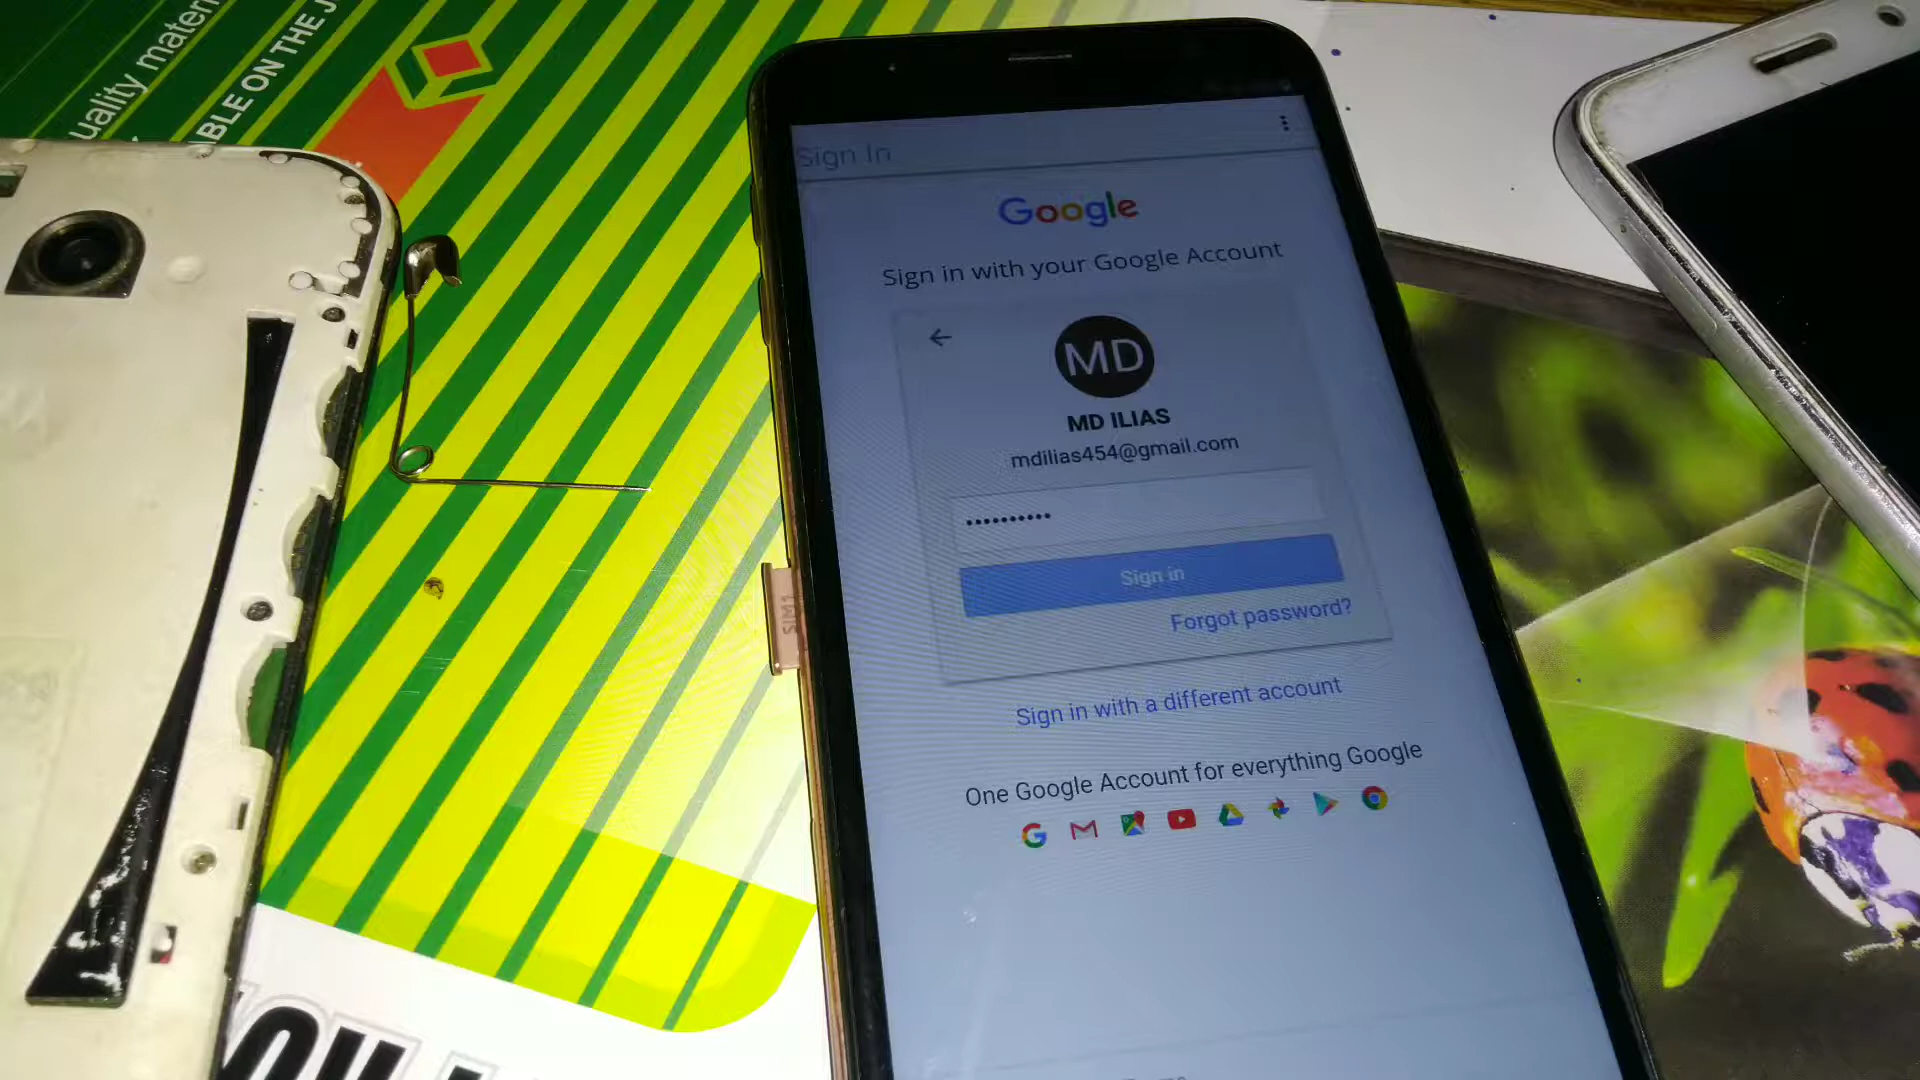 uality mater
BLE ON THE J
Sign In
Google
Sign in with your Google Account
MD
MD ILIAS
mdilias454@gmail.com
••••••••••
Sign in
Forgot password?
SIM1
Sign in with a different account
One Google Account for everything Google